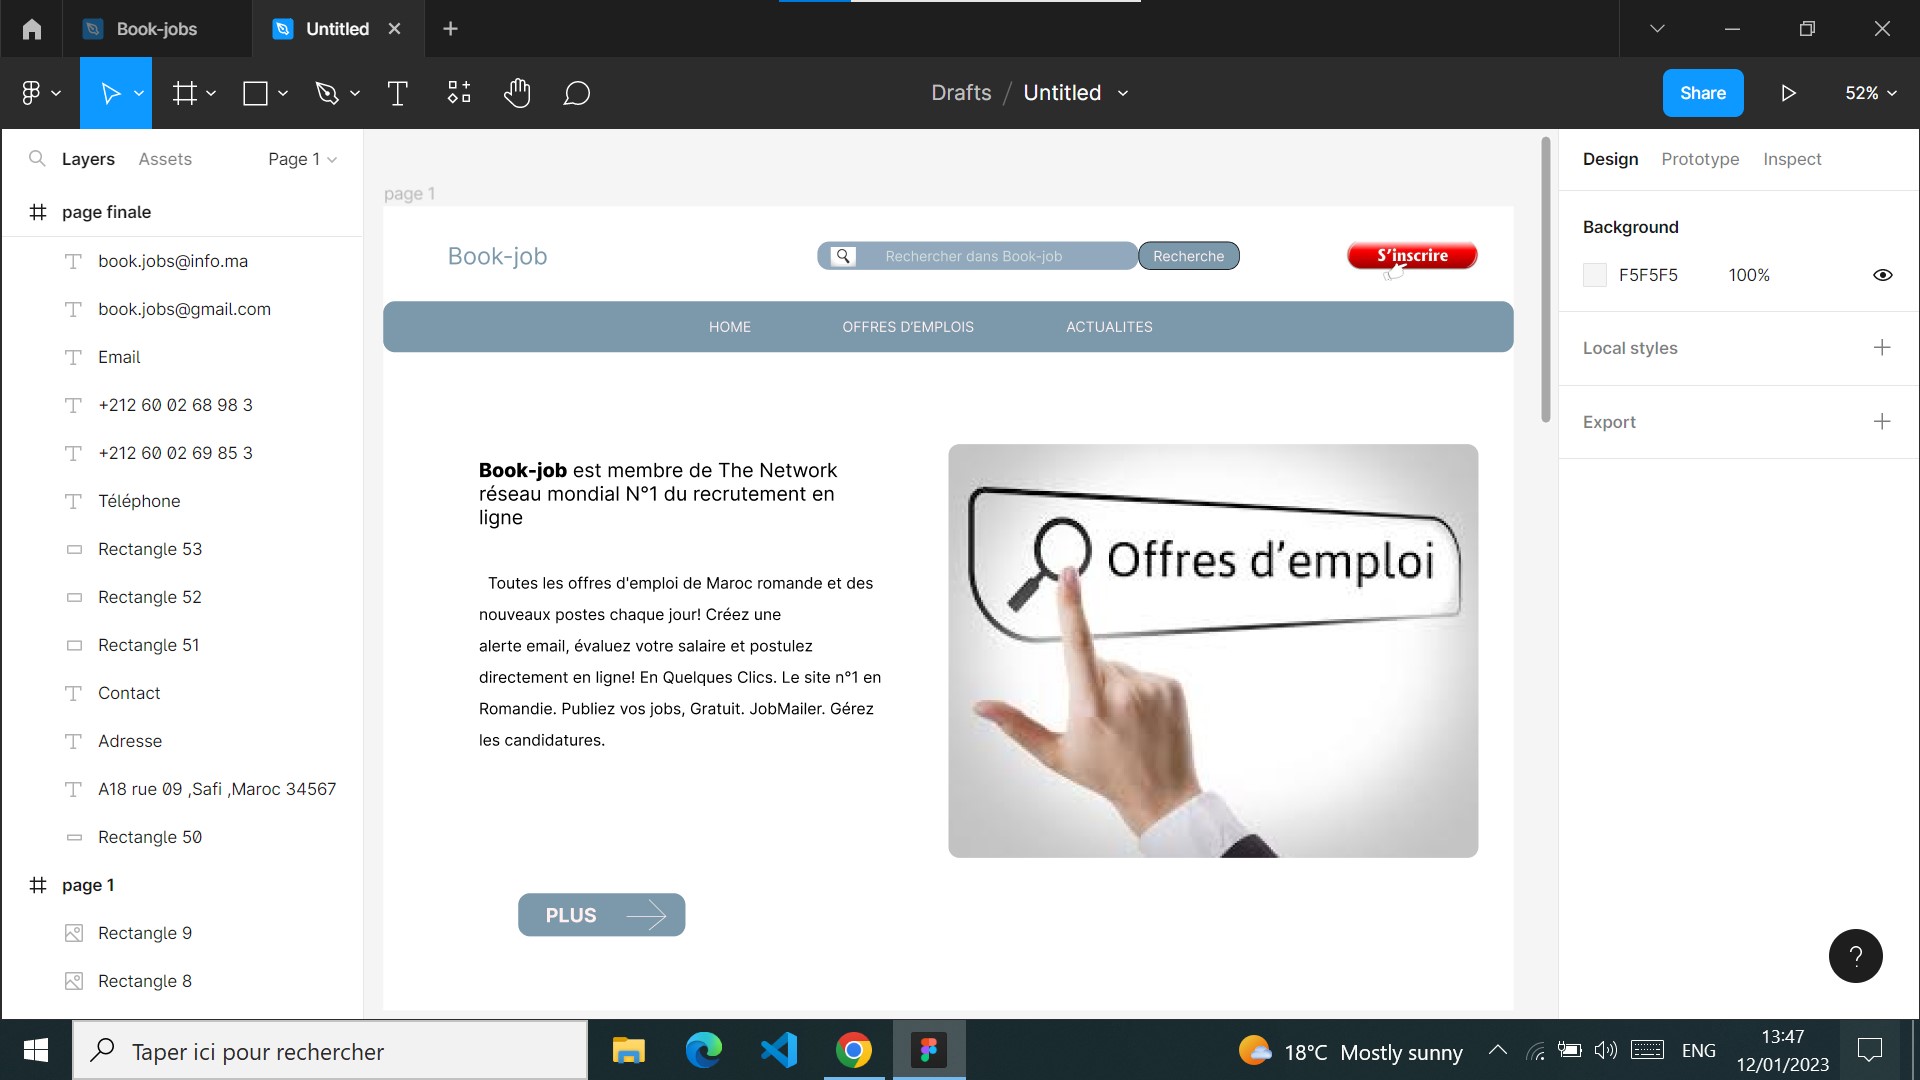 Book-jobs
Untitled
Drafts / Untitled
Share
52%
Layers
Assets
Page 1
page finale
book.jobs@info.ma
book.jobs@gmail.com
Email
+212 60 02 68 98 3
+212 60 02 69 85 3
Téléphone
Rectangle 53
Rectangle 52
Rectangle 51
Contact
Adresse
A18 rue 09 ,Safi ,Maroc 34567
Rectangle 50
page 1
Rectangle 9
Rectangle 8
page 1
Book-job
Rechercher dans Book-job
Recherche
S'inscrire
HOME
OFFRES D'EMPLOIS
ACTUALITES
Book-job est membre de The Network
réseau mondial N°1 du recrutement en
ligne
Toutes les offres d'emploi de Maroc romande et des
nouveaux postes chaque jour! Créez une
alerte email, évaluez votre salaire et postulez
directement en ligne! En Quelques Clics. Le site n°1 en
Romandie. Publiez vos jobs, Gratuit. JobMailer. Gérez
les candidatures.
Offres d'emploi
PLUS
Design
Prototype
Inspect
Background
F5F5F5
100%
Local styles
Export
?
Taper ici pour rechercher
18°C Mostly sunny
ENG
13:47
12/01/2023